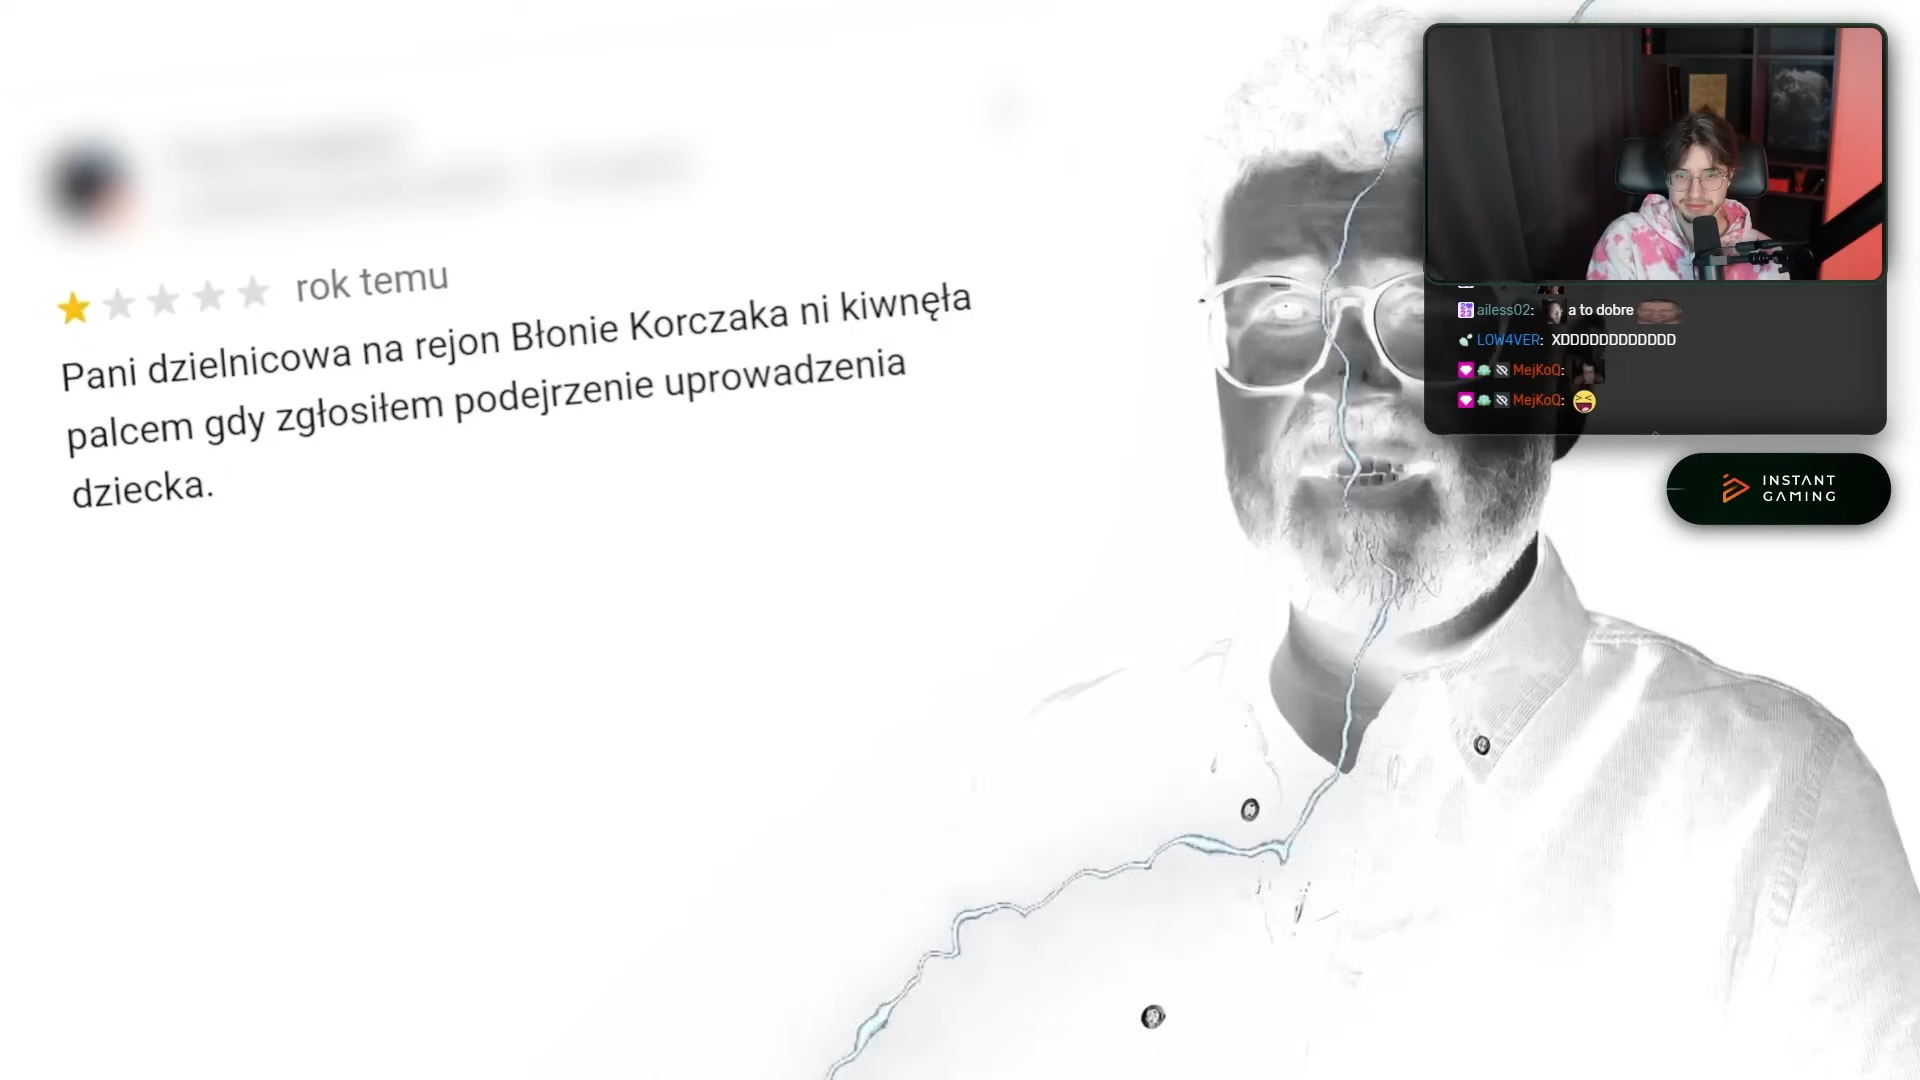 rok temu
Pani dzielnicowa na rejon Błonie Korczaka ni kiwnęła
palcem gdy zgłosiłem podejrzenie uprowadzenia
dziecka.
ailess02: a to dobre
LOW4VER: XDDDDDDDDDDDD
MejKoQ:
MejKoQ:
INSTANT
GAMING